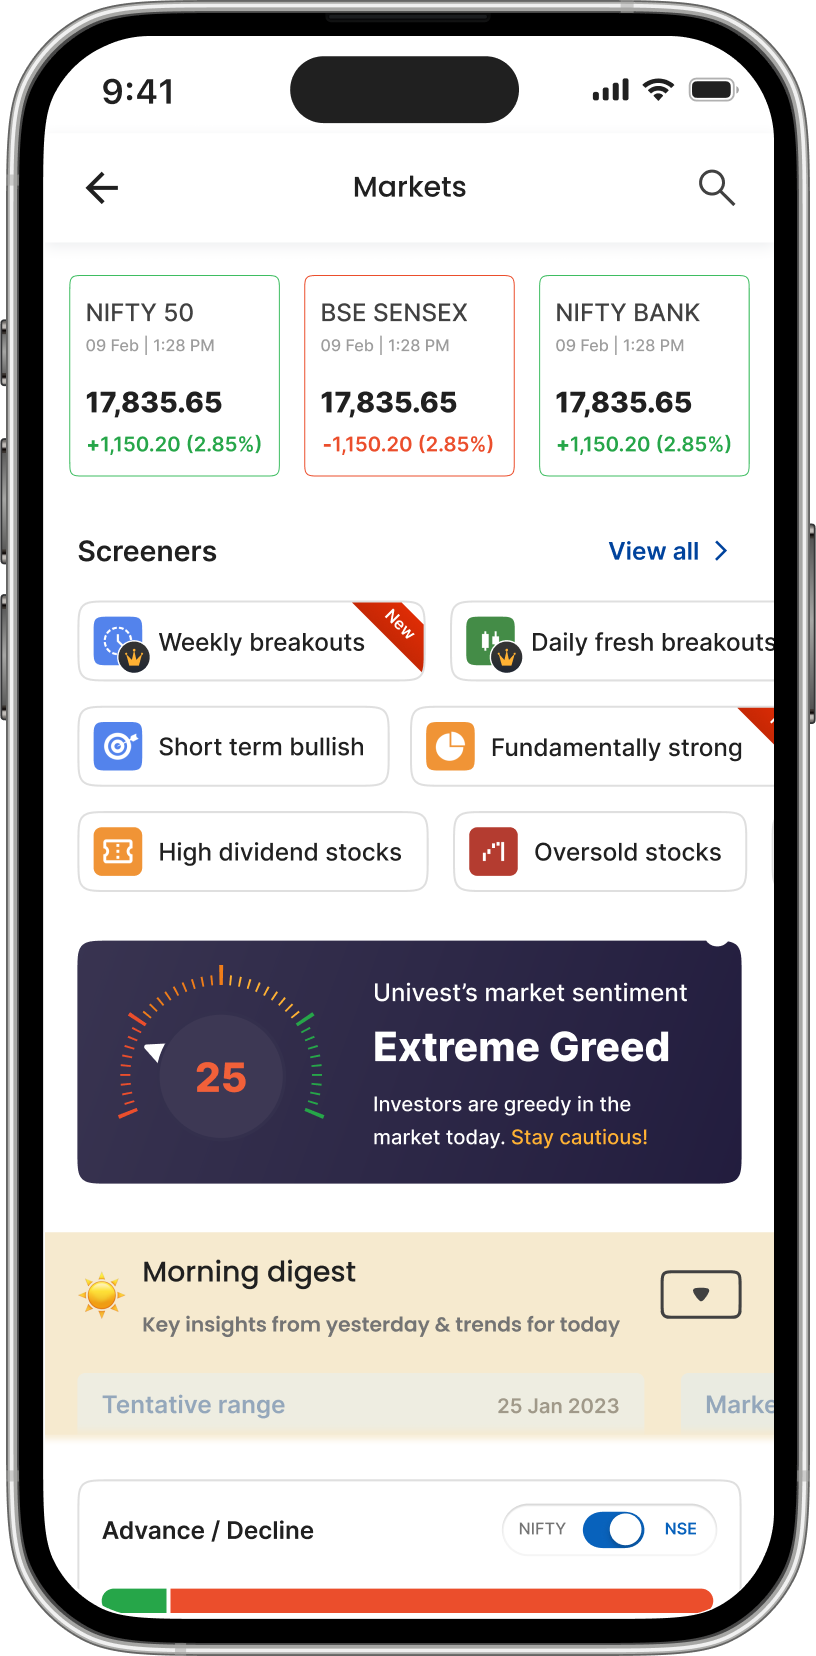 9:41
Markets
NIFTY 50
09 Feb | 1:28 PM
17,835.65
+1,150.20 (2.85%)
BSE SENSEX
09 Feb | 1:28 PM
17,835.65
-1,150.20 (2.85%)
NIFTY BANK
09 Feb | 1:28 PM
17,835.65
+1,150.20 (2.85%)
Screeners
View all
Weekly breakouts
New
Daily fresh breakouts
Short term bullish
Fundamentally strong
High dividend stocks
Oversold stocks
25
Univest’s market sentiment
Extreme Greed
Investors are greedy in the
market today. Stay cautious!
Morning digest
Key insights from yesterday & trends for today
Tentative range
25 Jan 2023
Marke
Advance / Decline
NIFTY
NSE